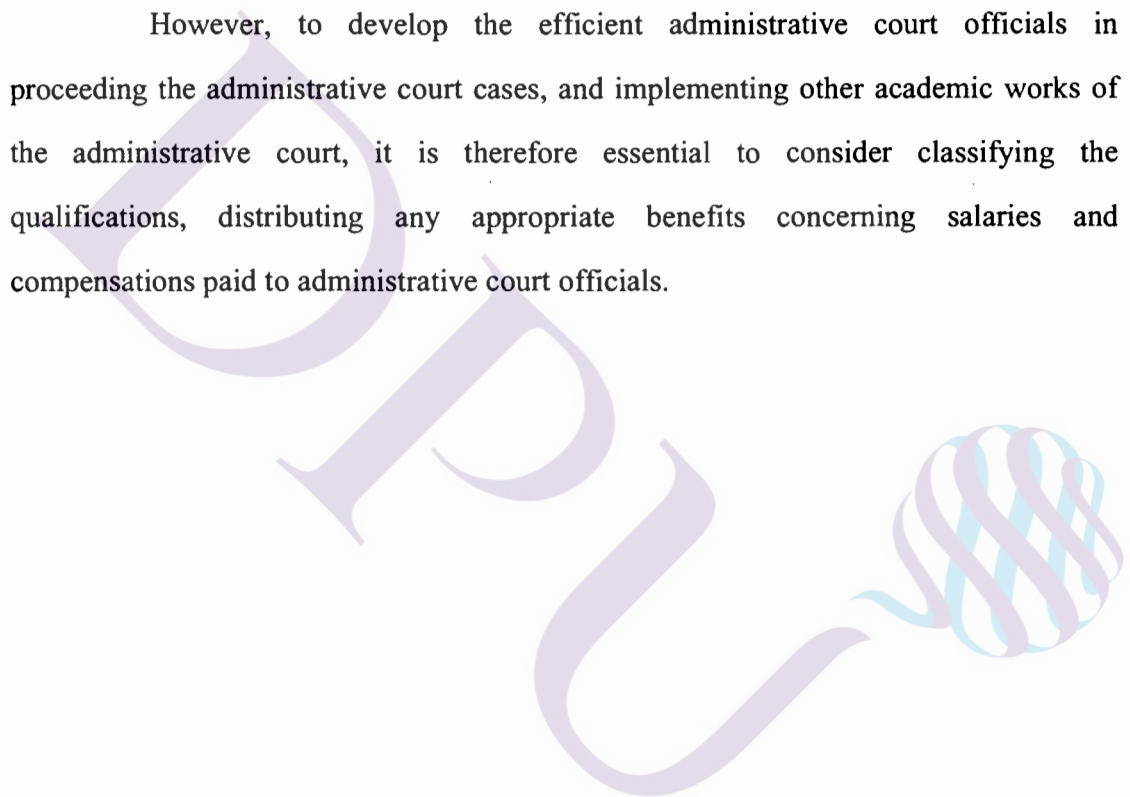 However, to develop the efficient administrative court officials in
proceeding the administrative court cases, and implementing other academic works of
the administrative court, it is therefore essential to consider classifying the
qualifications, distributing any appropriate benefits concerning salaries and
compensations paid to administrative court officials.
DPU